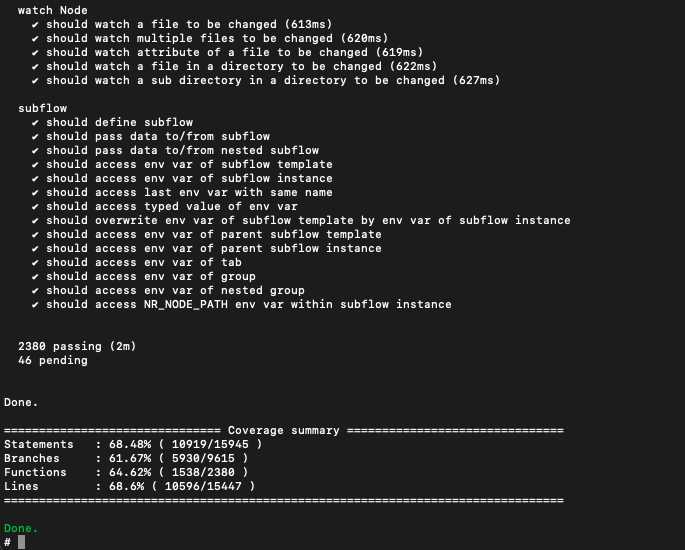 watch Node
✔ should watch a file to be changed (613ms)
✔ should watch multiple files to be changed (620ms)
✔ should watch attribute of a file to be changed (619ms)
✔ should watch a file in a directory to be changed (622ms)
✔ should watch a sub directory in a directory to be changed (627ms)
subflow
✔ should define subflow
✔ should pass data to/from subflow
✔ should pass data to/from nested subflow
✔ should access env var of subflow template
✔ should access env var of subflow instance
✔ should access last env var with same name
✔ should access typed value of env var
✔ should overwrite env var of subflow template by env var of subflow instance
✔ should access env var of parent subflow template
✔ should access env var of parent subflow instance
✔ should access env var of tab
✔ should access env var of group
✔ should access env var of nested group
✔ should access NR_NODE_PATH env var within subflow instance
2380 passing (2m)
46 pending
Done.
=============================== Coverage summary ===============================
Statements   : 68.48% ( 10919/15945 )
Branches     : 61.67% ( 5930/9615 )
Functions    : 64.62% ( 1538/2380 )
Lines        : 68.6% ( 10596/15447 )
================================================================================
Done.
#